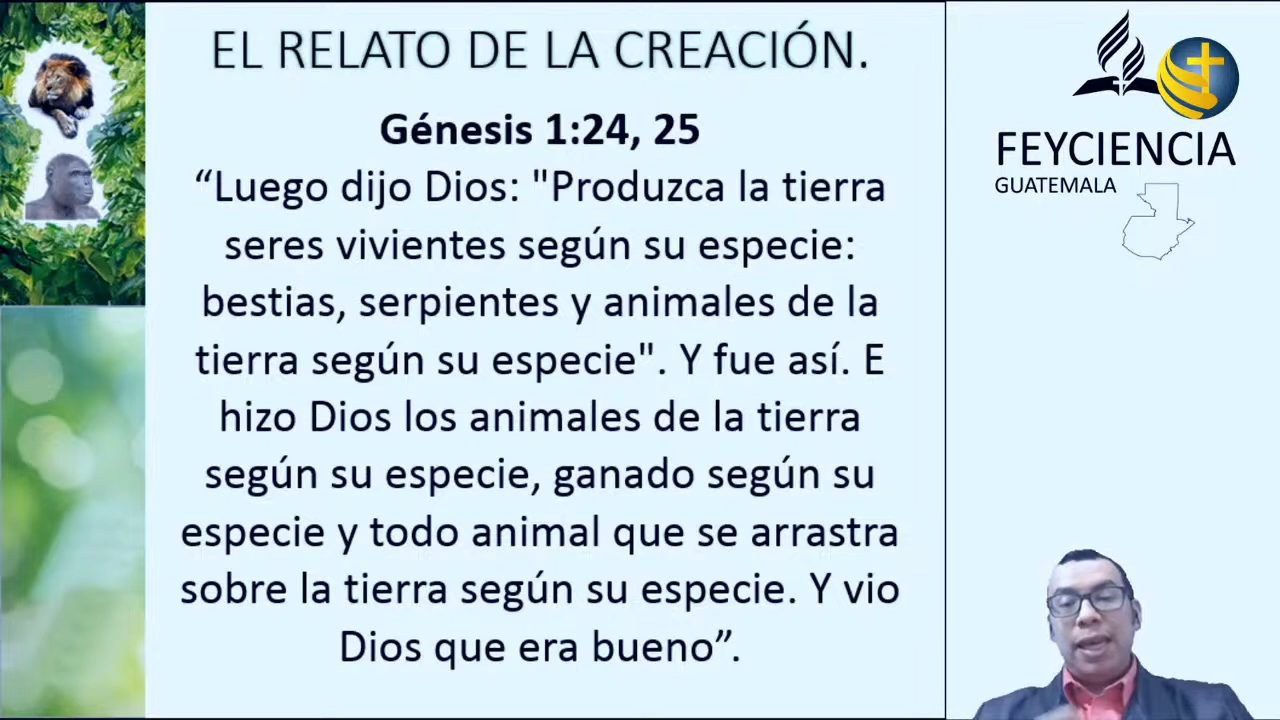 EL RELATO DE LA CREACIÓN.
Génesis 1:24, 25
“Luego dijo Dios: "Produzca la tierra
seres vivientes según su especie:
bestias, serpientes y animales de la
tierra según su especie". Y fue así. E
hizo Dios los animales de la tierra
según su especie, ganado según su
especie y todo animal que se arrastra
sobre la tierra según su especie. Y vio
Dios que era bueno”.
FEYCIENCIA
GUATEMALA